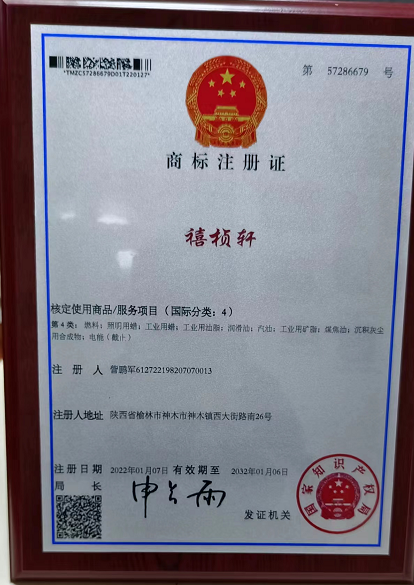 *TMZC57286679D01T220127*
第 57286679 号
商标注册证
禧桢轩
核定使用商品/服务项目（国际分类：4）
第4类：燃料；照明用蜡；工业用蜡；工业用油脂；润滑油；汽油；工业用矿脂；煤焦油；沉积灰尘
用合成物；电能（截止）
注册人 訾鹏军612722198207070013
注册人地址 陕西省榆林市神木市神木镇西大街路南26号
注册日期 2022年01月07日 有效期至 2032年01月06日
局长 申长雨
发证机关
国家知识产权局